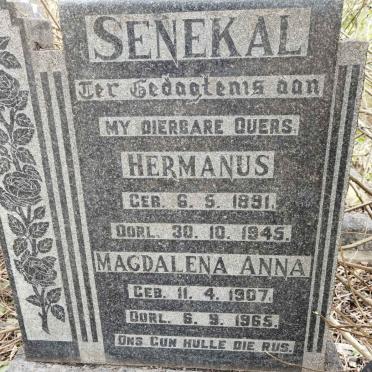 SENEKAL
Ter Gedagtenis aan
MY DIERBARE OUERS.
HERMANUS
GEB. 6. 5. 1891.
OORL. 30. 10. 1945.
MAGDALENA ANNA
GEB. 11. 4. 1907.
OORL. 6. 9. 1965.
ONS GUN HULLE DIE RUS.